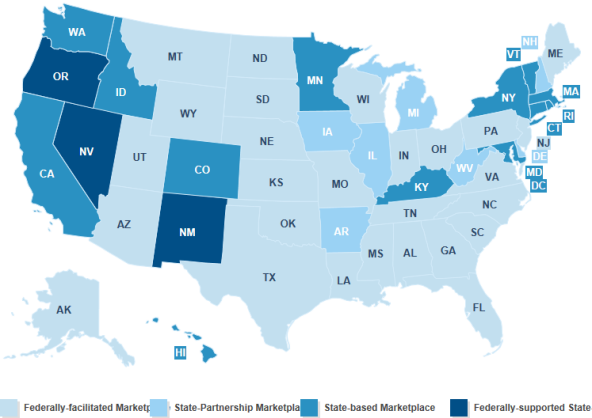 WA
MT
ND
MN
NH
ME
VT
OR
ID
SD
WI
MI
NY
MA
WY
RI
CT
IA
PA
NV
NE
NJ
UT
IL
IN
OH
DE
CA
CO
WV
MD
KS
MO
KY
VA
DC
NC
TN
AZ
NM
OK
AR
SC
MS
AL
GA
TX
LA
AK
FL
HI
Federally-facilitated Marketp State-Partnership Marketpla State-based Marketplace Federally-supported State